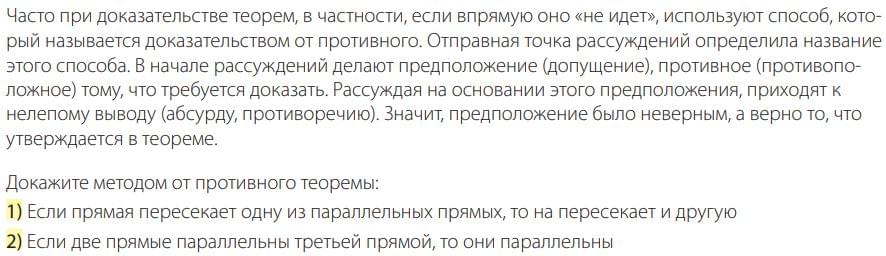 Часто при доказательстве теорем, в частности, если впрямую оно «не идет», используют способ, кото-
рый называется доказательством от противного. Отправная точка рассуждений определила название
этого способа. В начале рассуждений делают предположение (допущение), противное (противопо-
ложное) тому, что требуется доказать. Рассуждая на основании этого предположения, приходят к
нелепому выводу (абсурду, противоречию). Значит, предположение было неверным, а верно то, что
утверждается в теореме.
Докажите методом от противного теоремы:
1) Если прямая пересекает одну из параллельных прямых, то на пересекает и другую
2) Если две прямые параллельны третьей прямой, то они параллельны